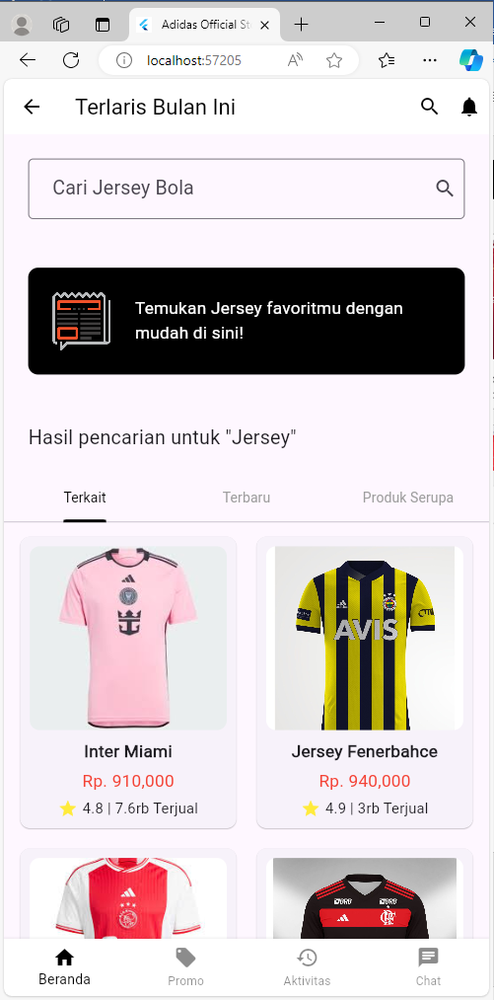 Adidas Official St
localhost:57205
Terlaris Bulan Ini
Cari Jersey Bola
Temukan Jersey favoritmu dengan
mudah di sini!
Hasil pencarian untuk "Jersey"
Terkait Terbaru Produk Serupa
AVIS
Inter Miami
Rp. 910,000
4.8 | 7.6rb Terjual
Jersey Fenerbahce
Rp. 940,000
4.9 | 3rb Terjual
Beranda Promo Aktivitas Chat